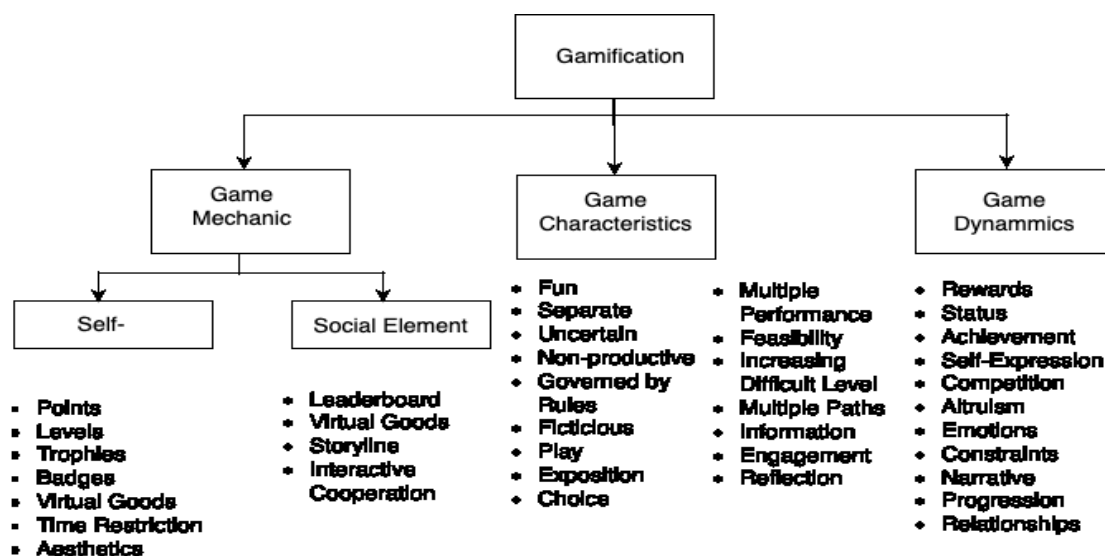 Gamification
Game
Mechanic
Game
Characteristics
Game
Dynammics
Self-
Social Element
Points
Levels
Trophies
Badges
Virtual Goods
Time Restriction
Aesthetics
Leaderboard
Virtual Goods
Storyline
Interactive
Cooperation
Fun
Separate
Uncertain
Non-productive
Governed by
Rules
Ficticious
Play
Exposition
Choice
Multiple
Performance
Feasibility
Increasing
Difficult Level
Multiple Paths
Information
Engagement
Reflection
Rewards
Status
Achievement
Self-Expression
Competition
Altruism
Emotions
Constraints
Narrative
Progression
Relationships